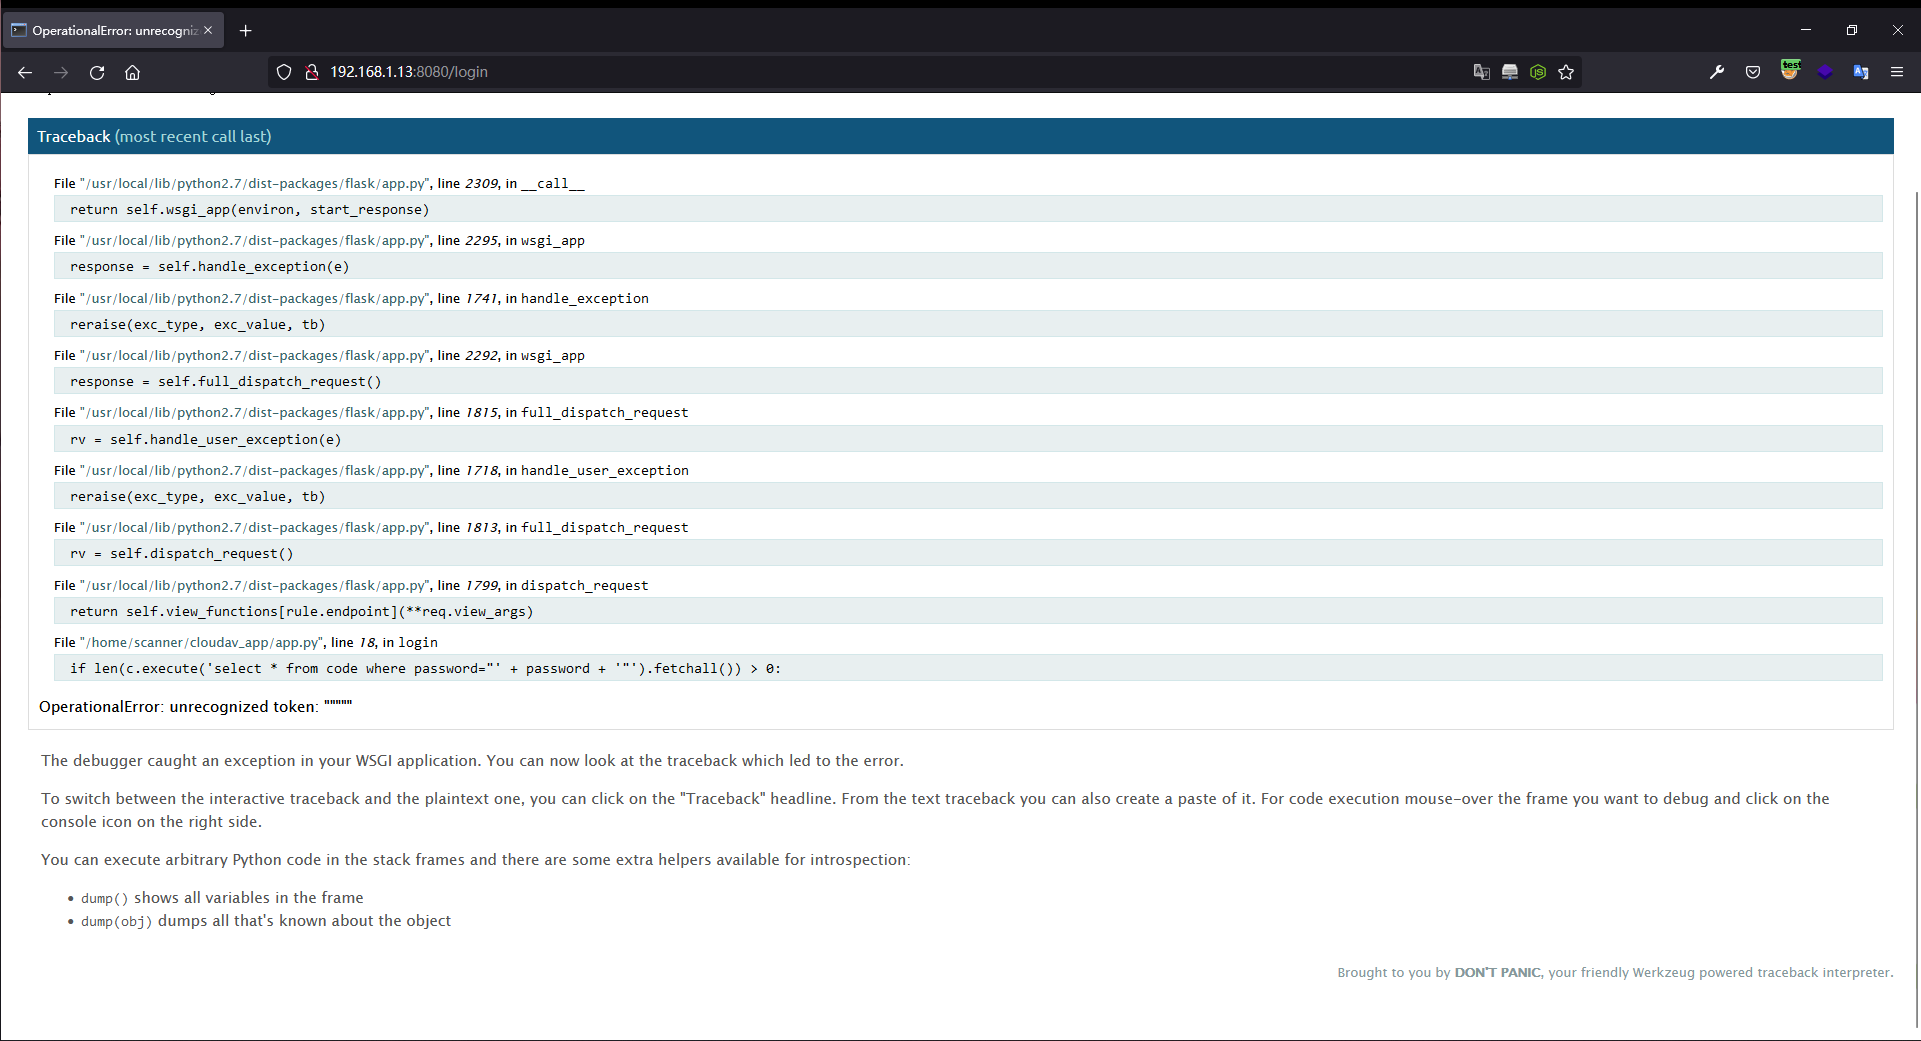 OperationalError: unrecogniz
192.168.1.13:8080/login
Traceback (most recent call last)
File "/usr/local/lib/python2.7/dist-packages/flask/app.py", line 2309, in __call__
return self.wsgi_app(environ, start_response)
File "/usr/local/lib/python2.7/dist-packages/flask/app.py", line 2295, in wsgi_app
response = self.handle_exception(e)
File "/usr/local/lib/python2.7/dist-packages/flask/app.py", line 1741, in handle_exception
reraise(exc_type, exc_value, tb)
File "/usr/local/lib/python2.7/dist-packages/flask/app.py", line 2292, in wsgi_app
response = self.full_dispatch_request()
File "/usr/local/lib/python2.7/dist-packages/flask/app.py", line 1815, in full_dispatch_request
rv = self.handle_user_exception(e)
File "/usr/local/lib/python2.7/dist-packages/flask/app.py", line 1718, in handle_user_exception
reraise(exc_type, exc_value, tb)
File "/usr/local/lib/python2.7/dist-packages/flask/app.py", line 1813, in full_dispatch_request
rv = self.dispatch_request()
File "/usr/local/lib/python2.7/dist-packages/flask/app.py", line 1799, in dispatch_request
return self.view_functions[rule.endpoint](**req.view_args)
File "/home/scanner/cloudav_app/app.py", line 18, in login
if len(c.execute('select * from code where password="' + password + '"').fetchall()) > 0:
OperationalError: unrecognized token: """""
The debugger caught an exception in your WSGI application. You can now look at the traceback which led to the error.
To switch between the interactive traceback and the plaintext one, you can click on the "Traceback" headline. From the text traceback you can also create a paste of it. For code execution mouse-over the frame you want to debug and click on the
console icon on the right side.
You can execute arbitrary Python code in the stack frames and there are some extra helpers available for introspection:
• dump() shows all variables in the frame
• dump(obj) dumps all that's known about the object
Brought to you by DON'T PANIC, your friendly Werkzeug powered traceback interpreter.